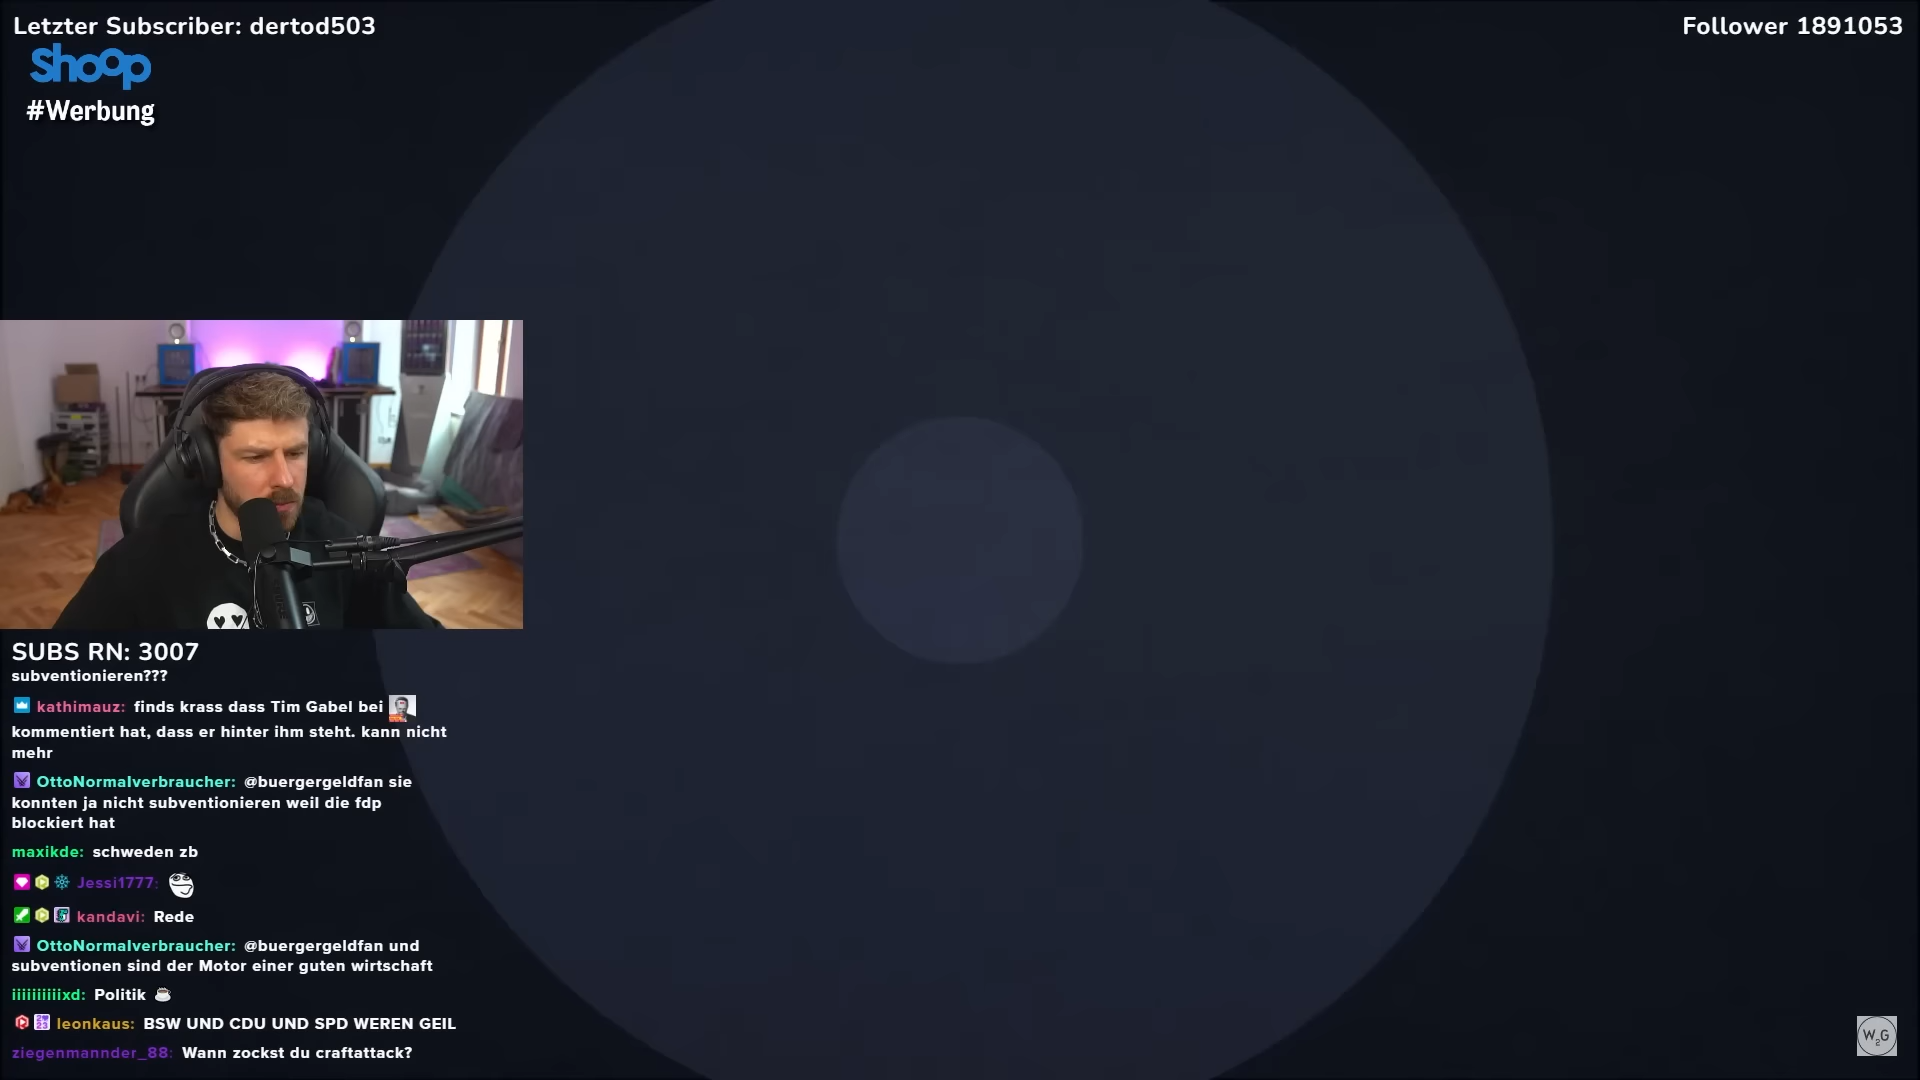 Letzter Subscriber: dertod503
Follower 1891053
shoop
#Werbung
SUBS RN: 3007
subventionieren???
kathimauz: finds krass dass Tim Gabel bei
kommentiert hat, dass er hinter ihm steht. kann nicht
mehr
OttoNormalverbraucher: @buergergeldfan sie
konnten ja nicht subventionieren weil die fdp
blockiert hat
maxikde: schweden zb
Jessi1777:
kandavi: Rede
OttoNormalverbraucher: @buergergeldfan und
subventionen sind der Motor einer guten wirtschaft
iiiiiiiiiixd: Politik ☕
leonkaus: BSW UND CDU UND SPD WEREN GEIL
ziegenmannder_88: Wann zockst du craftattack?
W2G